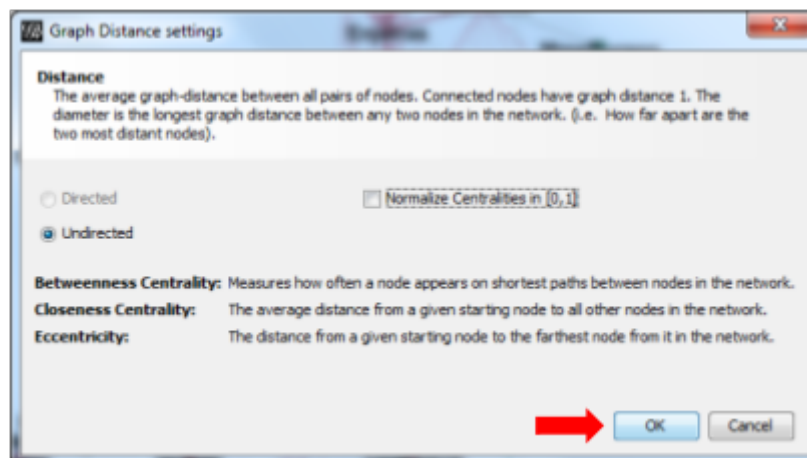 Graph Distance settings
Distance
The average graph-distance between all pairs of nodes. Connected nodes have graph distance 1. The
diameter is the longest graph distance between any two nodes in the network. (i.e. How far apart are the
two most distant nodes).
Directed
Normalize Centralities in [0,1]
Undirected
Betweenness Centrality: Measures how often a node appears on shortest paths between nodes in the network.
Closeness Centrality: The average distance from a given starting node to all other nodes in the network.
Eccentricity: The distance from a given starting node to the farthest node from it in the network.
OK
Cancel